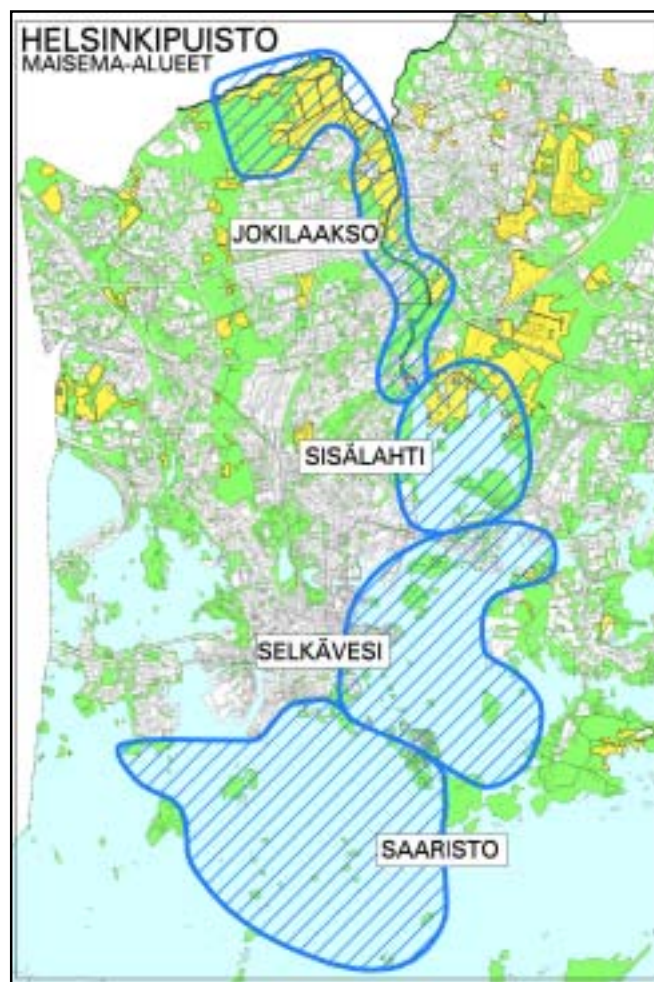 HELSINKIPUISTO
MAISEMA-ALUEET
JOKILAAKSO
SISÄLAHTI
SELKÄVESI
SAARISTO